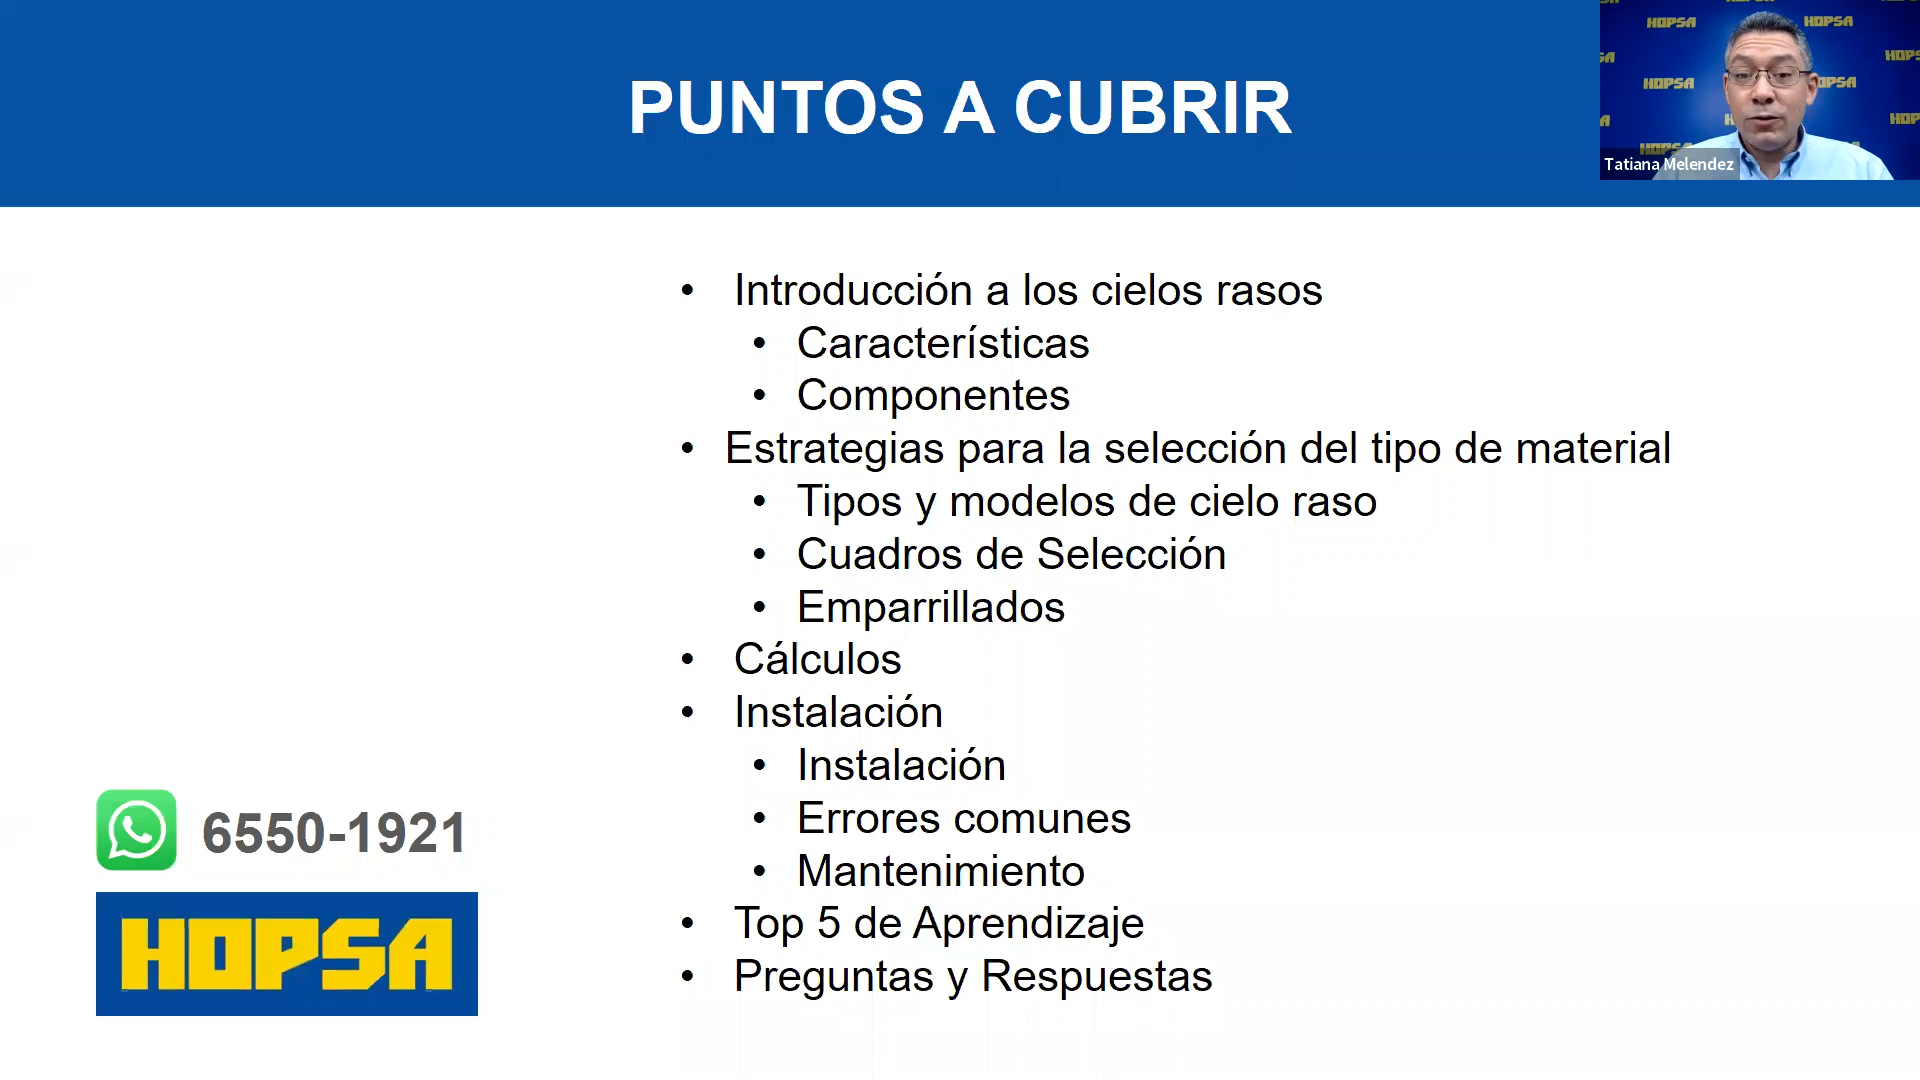 PUNTOS A CUBRIR
HOPSA HOPSA
HOPSA
Tatiana Melendez
• Introducción a los cielos rasos
• Características
• Componentes
• Estrategias para la selección del tipo de material
• Tipos y modelos de cielo raso
• Cuadros de Selección
• Emparrillados
• Cálculos
• Instalación
• Instalación
• Errores comunes
• Mantenimiento
• Top 5 de Aprendizaje
• Preguntas y Respuestas
6550-1921
HOPSA